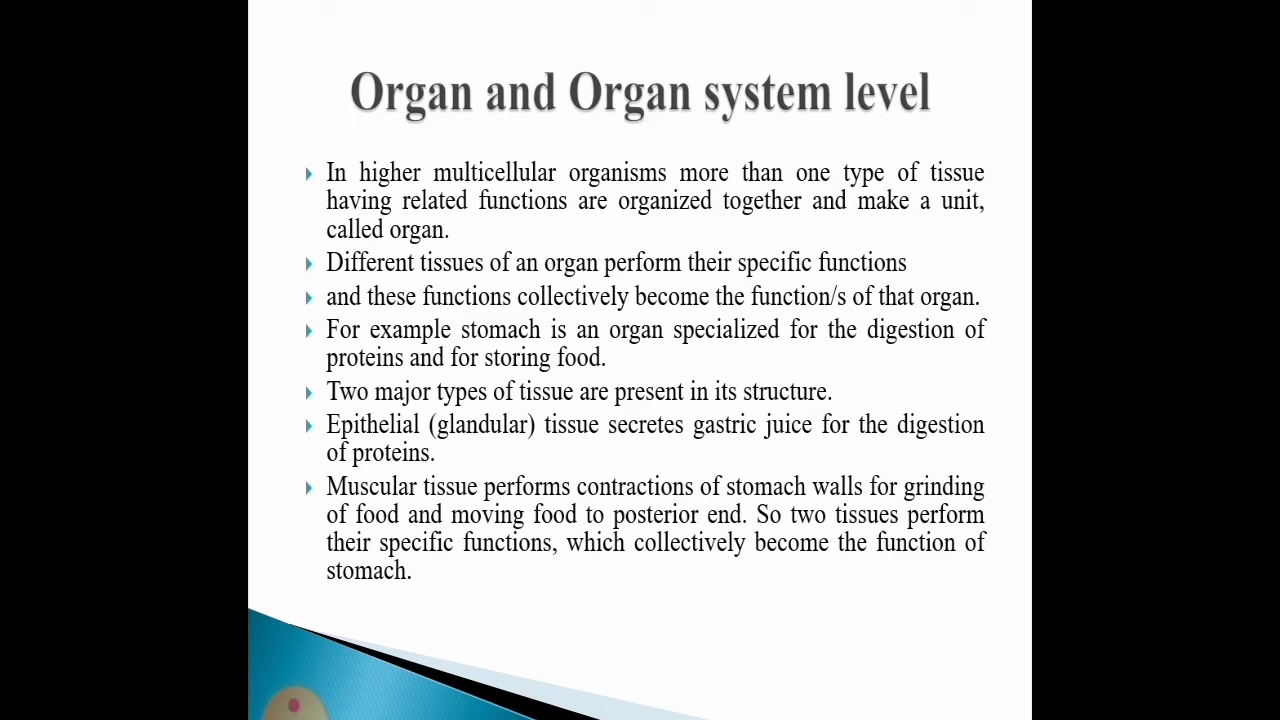 Organ and Organ system level
In higher multicellular organisms more than one type of tissue
having related functions are organized together and make a unit,
called organ.
Different tissues of an organ perform their specific functions
and these functions collectively become the function/s of that organ.
For example stomach is an organ specialized for the digestion of
proteins and for storing food.
Two major types of tissue are present in its structure.
Epithelial (glandular) tissue secretes gastric juice for the digestion
of proteins.
Muscular tissue performs contractions of stomach walls for grinding
of food and moving food to posterior end. So two tissues perform
their specific functions, which collectively become the function of
stomach.